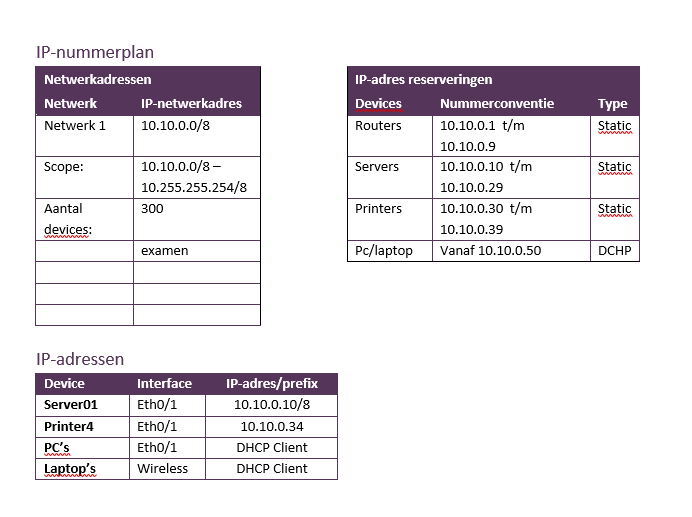 IP-nummerplan
Netwerkadressen
Netwerk IP-netwerkadres
Netwerk 1 10.10.0.0/8
Scope: 10.10.0.0/8 –
10.255.255.254/8
Aantal 300
devices:
examen
IP-adres reserveringen
Devices Nummerconventie Type
Routers 10.10.0.1 t/m Static
10.10.0.9
Servers 10.10.0.10 t/m Static
10.10.0.29
Printers 10.10.0.30 t/m Static
10.10.0.39
Pc/laptop Vanaf 10.10.0.50 DCHP
IP-adressen
Device Interface IP-adres/prefix
Server01 Eth0/1 10.10.0.10/8
Printer4 Eth0/1 10.10.0.34
PC’s Eth0/1 DHCP Client
Laptop’s Wireless DHCP Client